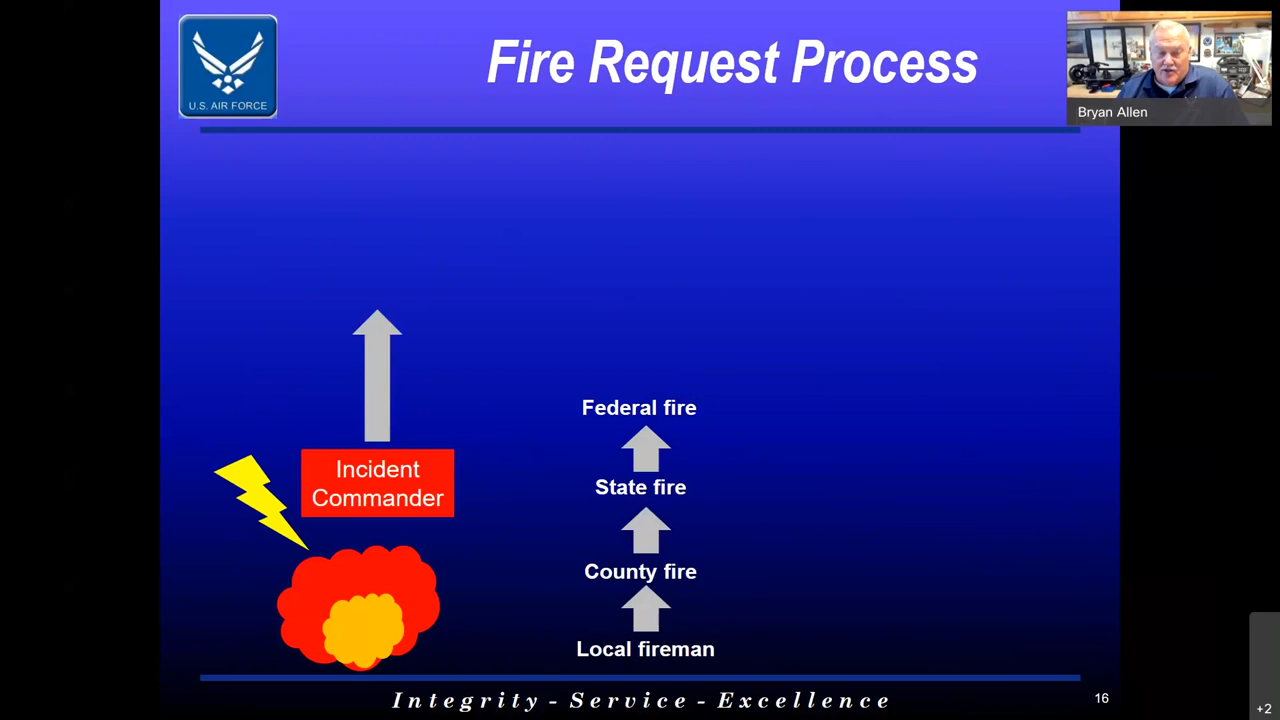 Fire Request Process
U.S. AIR FORCE
Bryan Allen
Federal fire
Incident
Commander
State fire
County fire
Local fireman
Integrity - Service - Excellence
16
+2